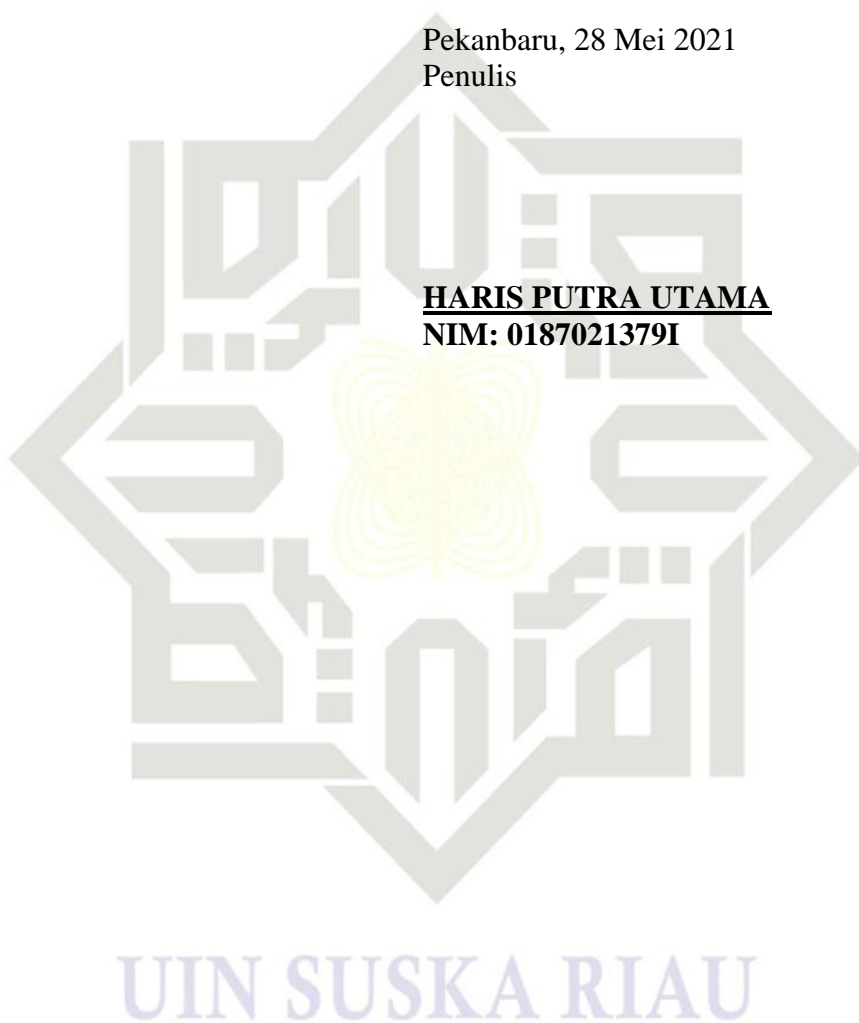 Pekanbaru, 28 Mei 2021
Penulis
HARIS PUTRA UTAMA
NIM: 0187021379I
UIN SUSKA RIAU